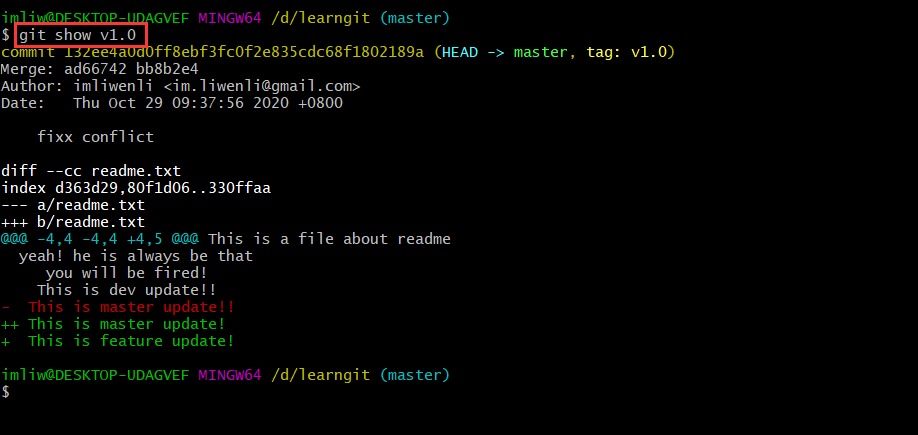 imliw@DESKTOP-UDAGVEF MINGW64 /d/learngit (master)
$ git show v1.0
commit 132ee4a0d0ff8ebf3fc0f2e835cdc68f1802189a (HEAD -> master, tag: v1.0)
Merge: ad66742 bb8b2e4
Author: imliwenli <im.liwenli@gmail.com>
Date:   Thu Oct 29 09:37:56 2020 +0800

    fixx conflict

diff --cc readme.txt
index d363d29,80f1d06..330ffaa
--- a/readme.txt
+++ b/readme.txt
@@@ -4,4 -4,4 +4,5 @@@ This is a file about readme
  yeah! he is always be that
     you will be fired!
    This is dev update!!
-  This is master update!!
++ This is master update!
+  This is feature update!

imliw@DESKTOP-UDAGVEF MINGW64 /d/learngit (master)
$